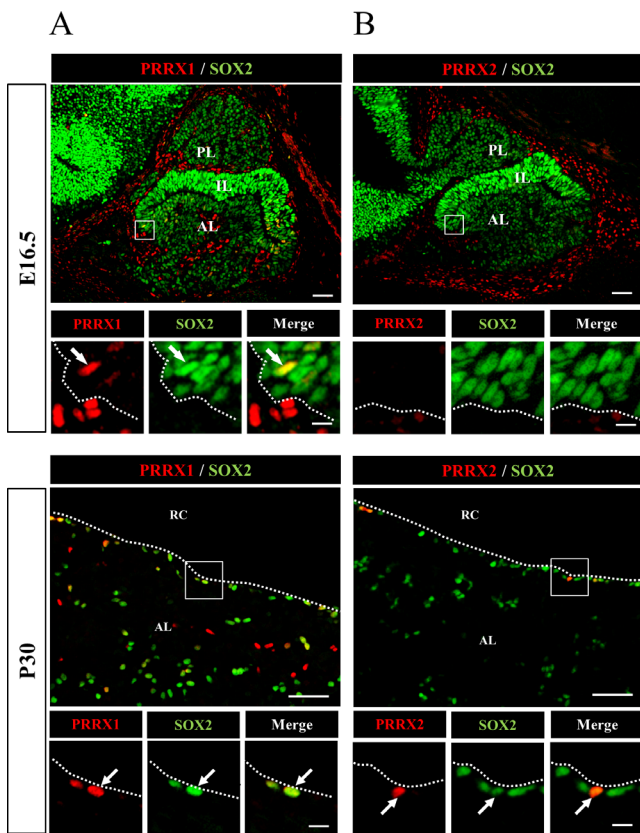 A
B
PRRX1 / SOX2
PRRX2 / SOX2
E16.5
PL
IL
AL
PL
IL
AL
PRRX1
SOX2
Merge
PRRX2
SOX2
Merge
PRRX1 / SOX2
PRRX2 / SOX2
P30
RC
AL
RC
AL
PRRX1
SOX2
Merge
PRRX2
SOX2
Merge